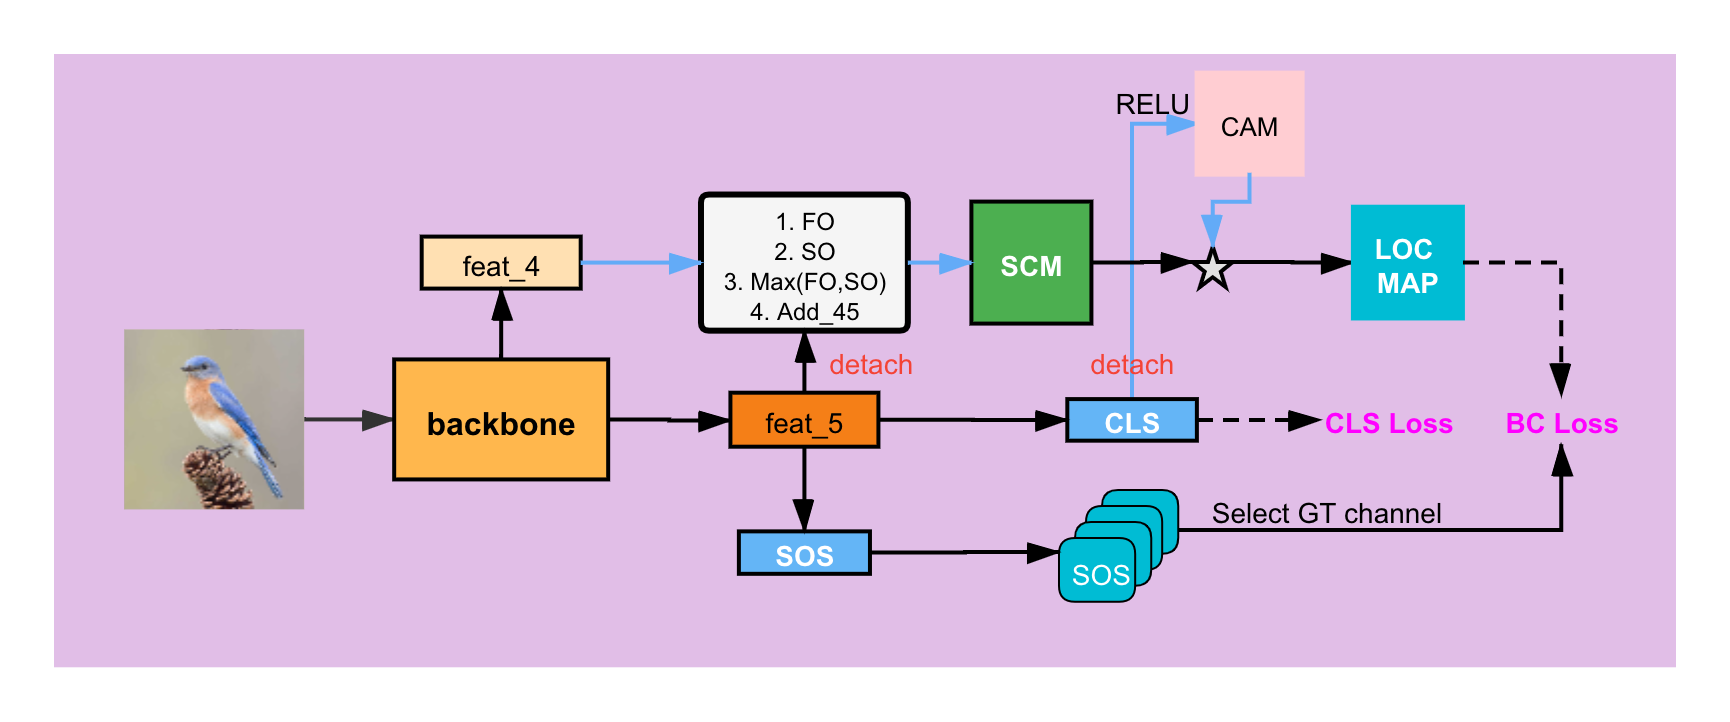 RELU
CAM
1. FO
2. SO
3. Max(FO,SO)
4. Add_45
feat_4
SCM
LOC
MAP
detach
detach
backbone
feat_5
CLS
CLS Loss
BC Loss
Select GT channel
SOS
SOS